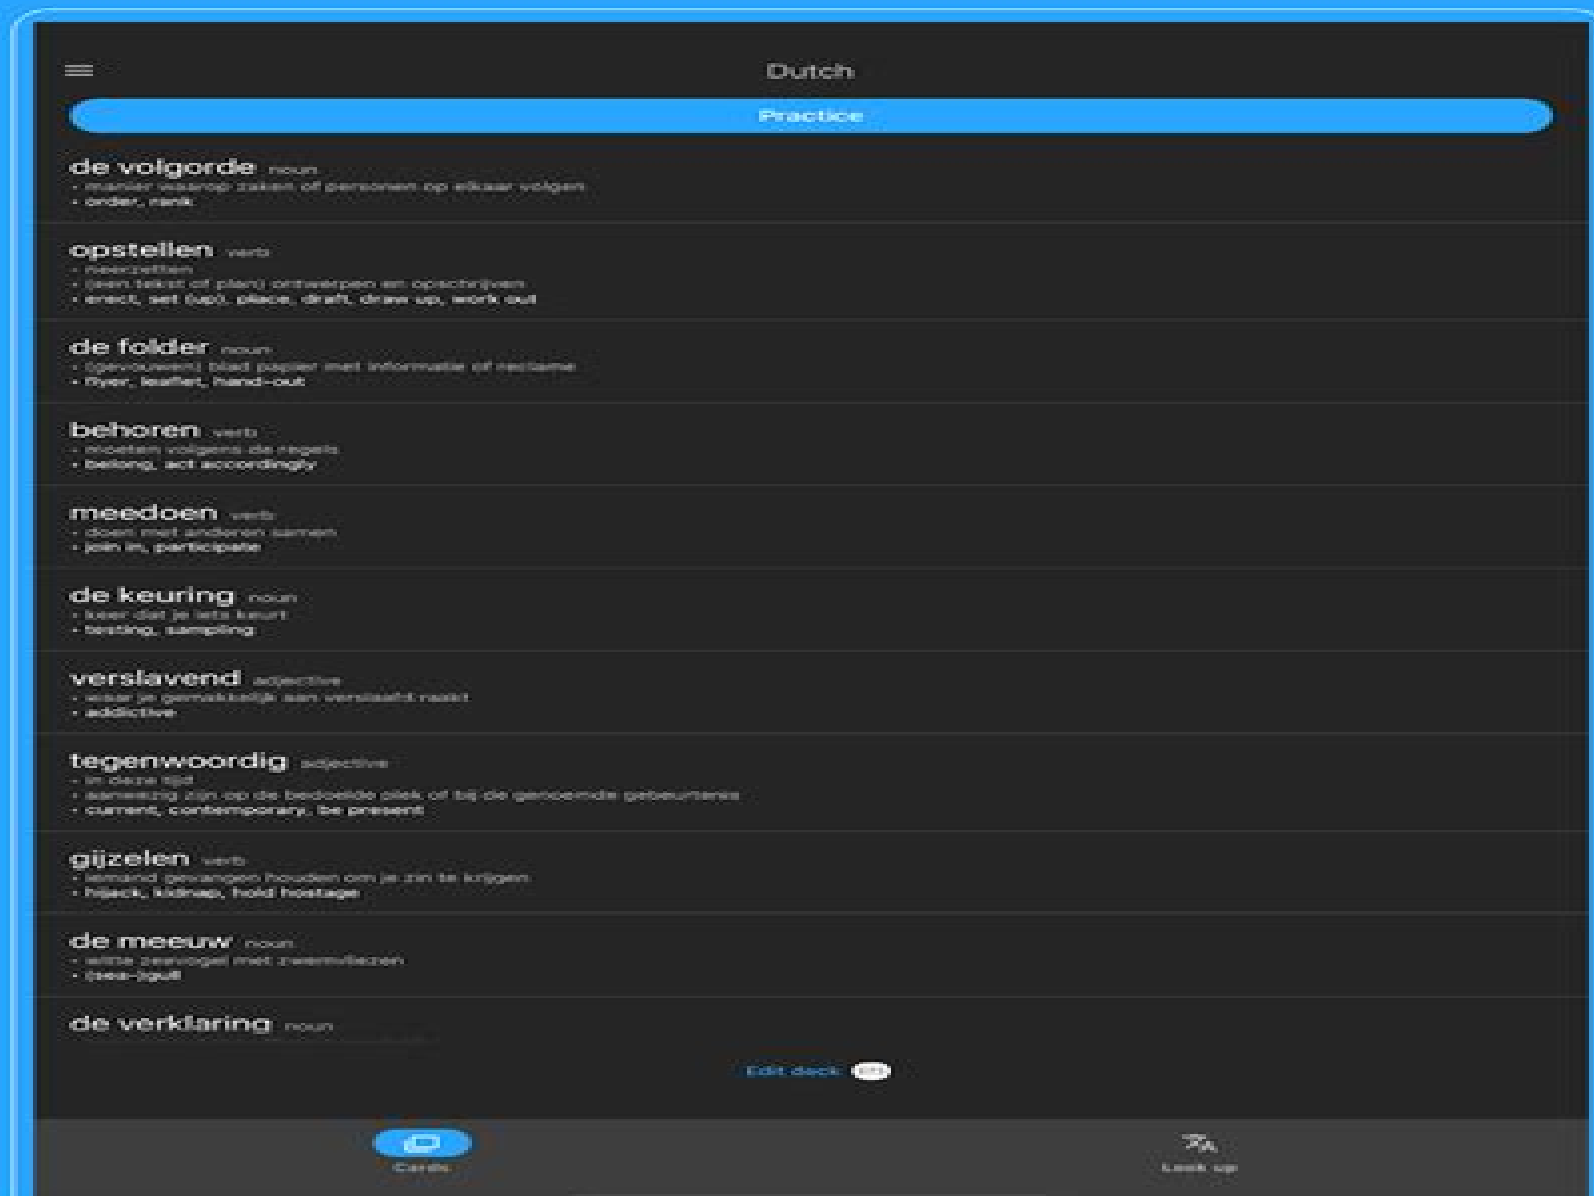 Dutch
Practice
de volgorde noun
• manier waarop zaken of personen op elkaar volgen
• order, rank
opstellen verb
• neerzetten
• (een tekst of plan) ontwerpen en opschrijven
• erect, set (up), place, draft, draw up, work out
de folder noun
• (gevouwen) blad papier met informatie of reclame
• flyer, leaflet, hand-out
behoren verb
• moeten volgens de regels
• belong, act accordingly
meedoen verb
• doen met anderen samen
• join in, participate
de keuring noun
• keer dat je iets keurt
• testing, sampling
verslavend adjective
• waar je gemakkelijk aan verslaafd raakt
• addictive
tegenwoordig adjective
• in deze tijd
• aanwezig zijn op de bedoelde plek of bij de genoemde gebeurtenis
• current, contemporary, be present
gijzelen verb
• iemand gevangen houden om je zin te krijgen
• hijack, kidnap, hold hostage
de meeuw noun
• witte zeevogel met zwemvliezen
• (sea-)gull
de verklaring noun
Edit deck
Cards
Look up